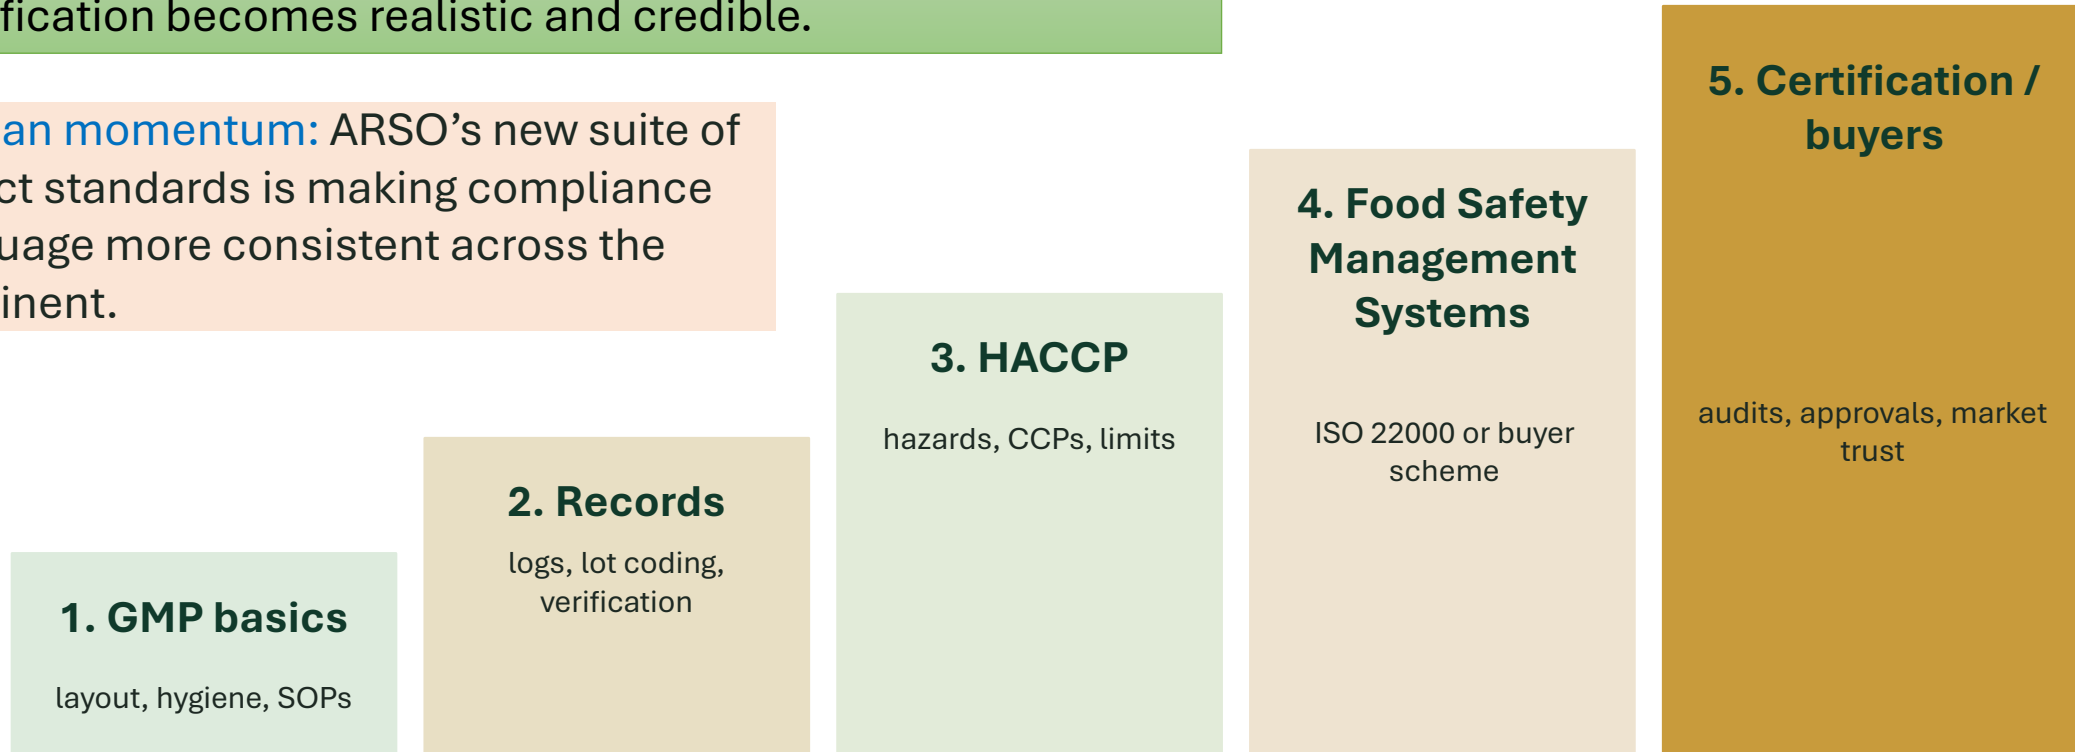 fication becomes realistic and credible.
an momentum: ARSO’s new suite of
ct standards is making compliance
uage more consistent across the
inent.
1. GMP basics
layout, hygiene, SOPs
2. Records
logs, lot coding,
verification
3. HACCP
hazards, CCPs, limits
4. Food Safety
Management
Systems
ISO 22000 or buyer
scheme
5. Certification /
buyers
audits, approvals, market
trust